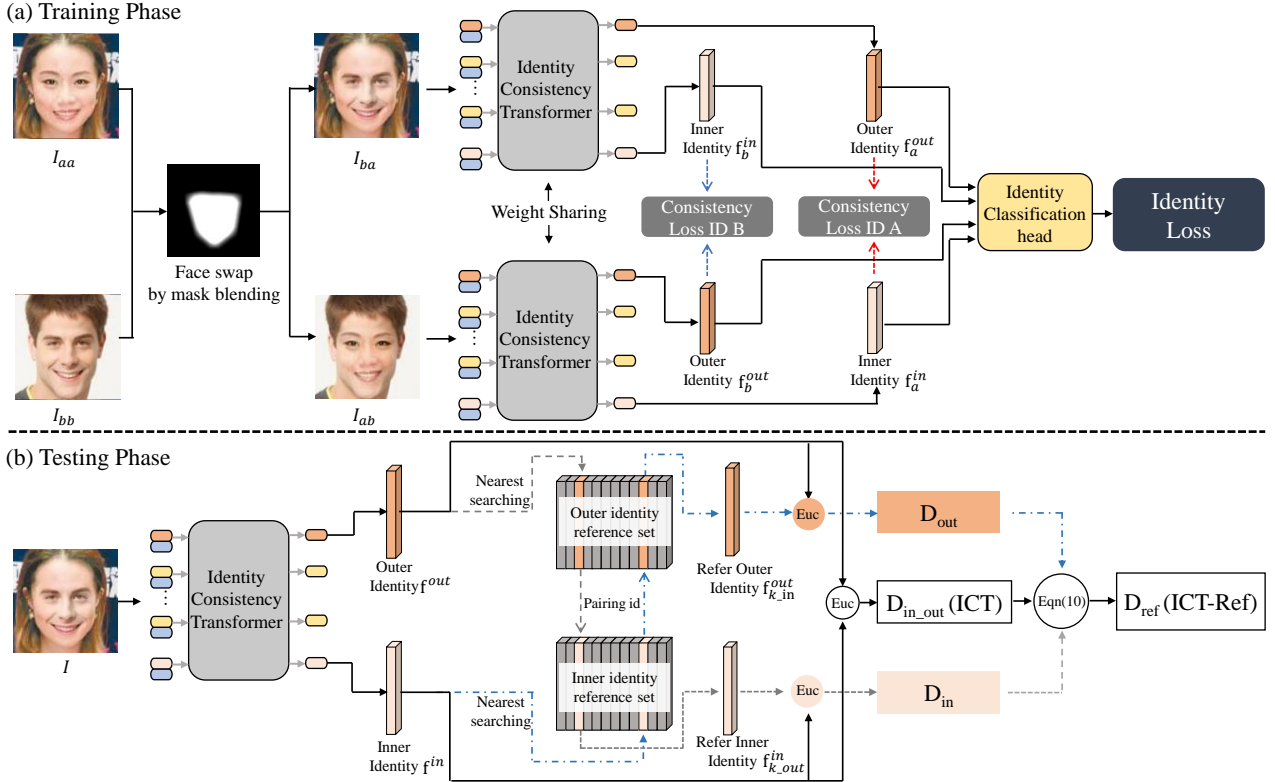 (a) Training Phase
I_aa
I_bb
Face swap
by mask blending
I_ba
I_ab
Identity
Consistency
Transformer
Weight Sharing
Identity
Consistency
Transformer
Inner
Identity f_b^in
Outer
Identity f_a^out
Consistency
Loss ID B
Consistency
Loss ID A
Outer
Identity f_b^out
Inner
Identity f_a^in
Identity
Classification
head
Identity
Loss
(b) Testing Phase
I
Identity
Consistency
Transformer
Outer
Identity f^out
Inner
Identity f^in
Nearest
searching
Outer identity
reference set
Pairing id
Inner identity
reference set
Nearest
searching
Refer Outer
Identity f_k_in^out
Refer Inner
Identity f_k_out^in
Euc
Euc
Euc
D_out
D_in_out (ICT)
D_in
Eqn(10)
D_ref (ICT-Ref)